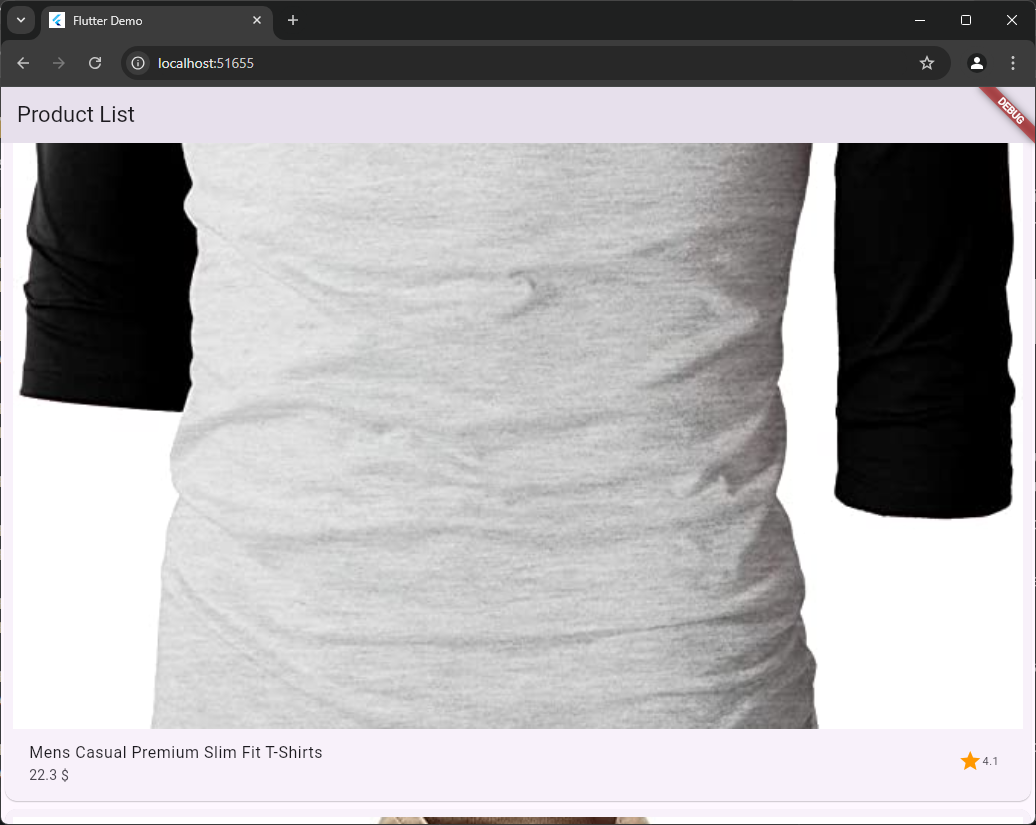 Flutter Demo
localhost:51655
Product List
DEBUG
Mens Casual Premium Slim Fit T-Shirts
22.3 $
4.1